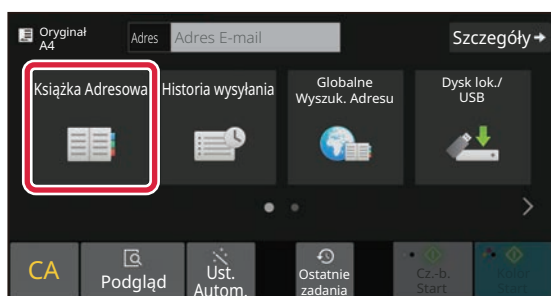 Oryginał
A4
Adres
Adres E-mail
Szczegóły
Książka Adresowa
Historia wysyłania
Globalne
Wyszuk. Adresu
Dysk lok./
USB
CA
Podgląd
Ust.
Autom.
Ostatnie
zadania
Cz.-b.
Start
Kolor
Start